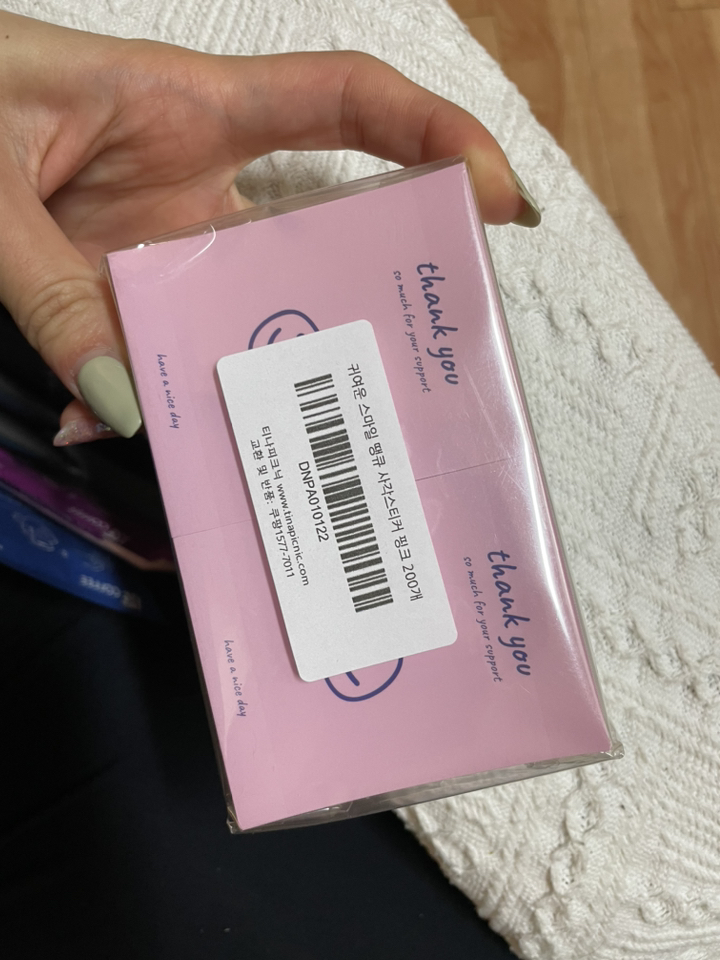 thank you
so much for your support
have a nice day
귀여운 스마일 땡큐 사각스티커 핑크 200개
DNPA010122
티나피크닉 www.tinapicnic.com
교환 및 반품: 쿠팡1577-7011
thank you
so much for your support
have a nice day
COFFEE